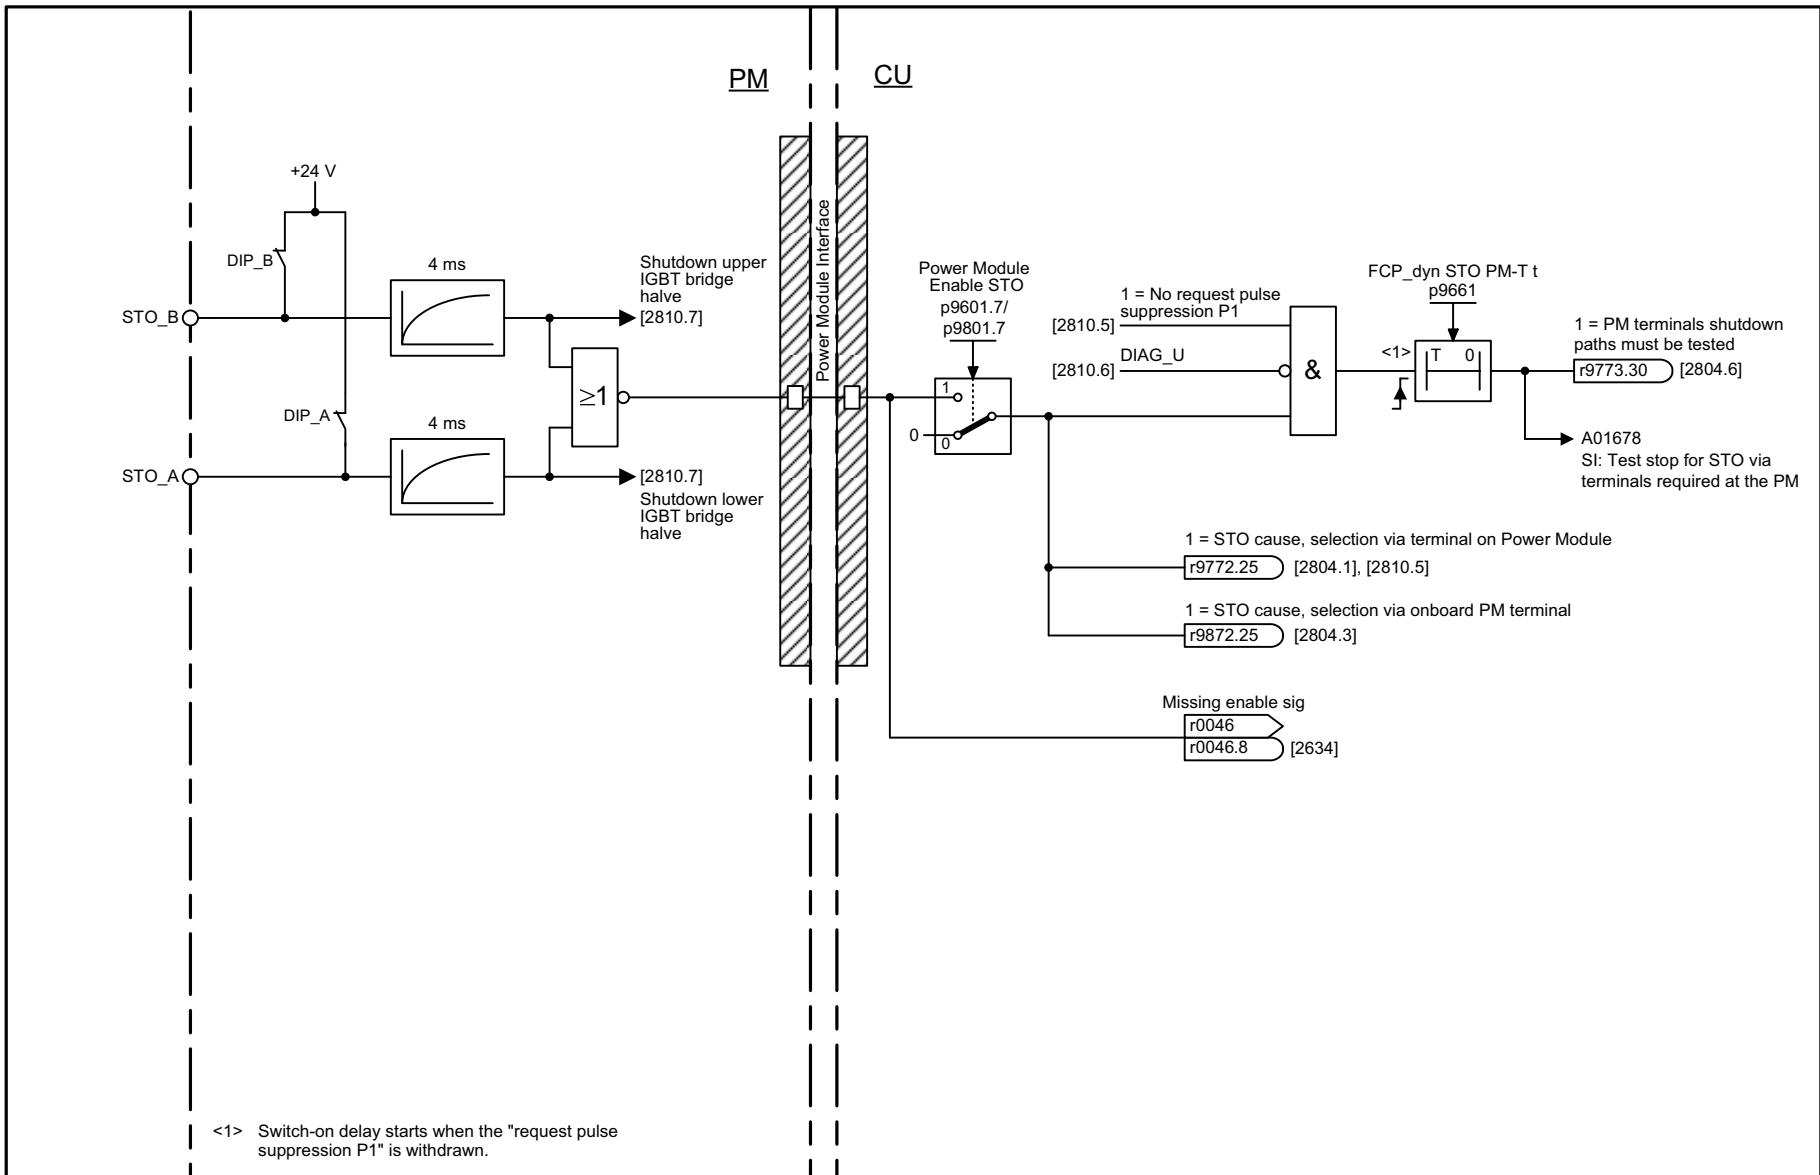 PM
CU
+24 V
DIP_B
4 ms
Shutdown upper
IGBT bridge
halve
[2810.7]
STO_B
≥1
DIP_A
4 ms
STO_A
[2810.7]
Shutdown lower
IGBT bridge
halve
Power Module Interface
Power Module
Enable STO
p9601.7/
p9801.7
1
0
0
1 = No request pulse
suppression P1
[2810.5]
DIAG_U
[2810.6]
&
FCP_dyn STO PM-T t
p9661
<1>
T 0
1 = PM terminals shutdown
paths must be tested
r9773.30 [2804.6]
A01678
SI: Test stop for STO via
terminals required at the PM
1 = STO cause, selection via terminal on Power Module
r9772.25 [2804.1], [2810.5]
1 = STO cause, selection via onboard PM terminal
r9872.25 [2804.3]
Missing enable sig
r0046
r0046.8 [2634]
<1> Switch-on delay starts when the "request pulse
suppression P1" is withdrawn.